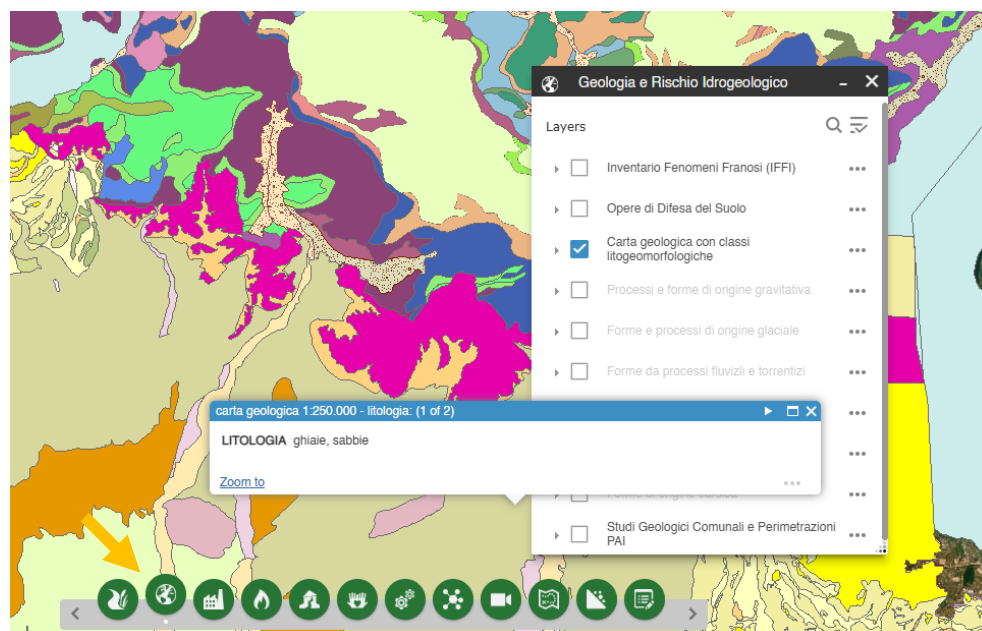 Geologia e Rischio Idrogeologico
Layers
Inventario Fenomeni Franosi (IFFI)
Opere di Difesa del Suolo
Carta geologica con classi
litogeomorfologiche
Processi e forme di origine gravitativa
Forme e processi di origine glaciale
Forme da processi fluvizli e torrentizi
carta geologica 1:250.000 - litologia: (1 of 2)
LITOLOGIA ghiaie, sabbie
Zoom to
Studi Geologici Comunali e Perimetrazioni
PAI